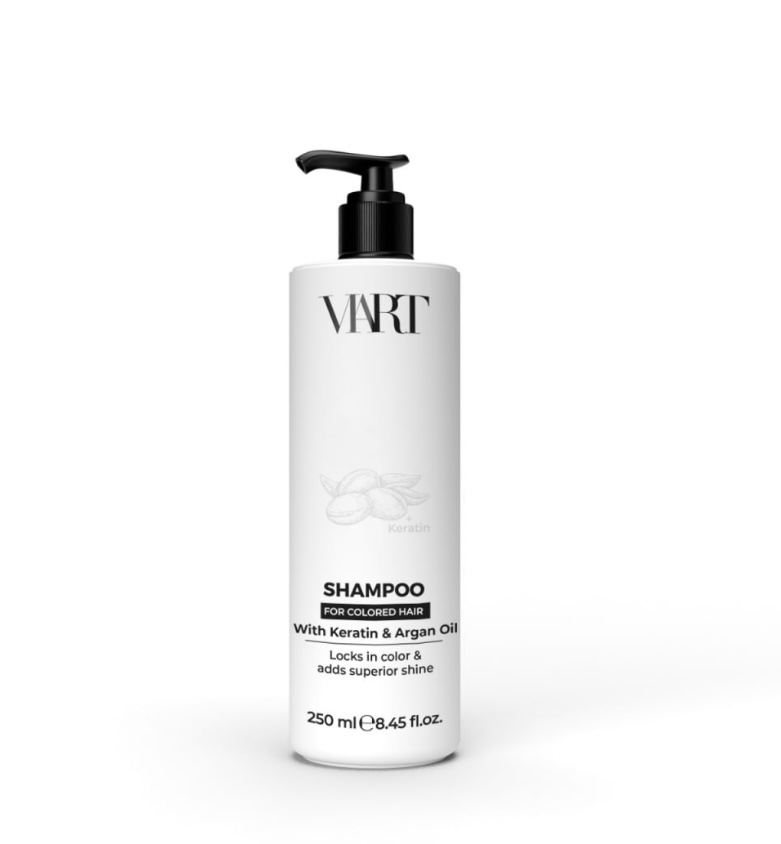 VIART
+
Keratin
SHAMPOO
FOR COLORED HAIR
With Keratin & Argan Oil
Locks in color &
adds superior shine
250 ml ℮ 8.45 fl.oz.